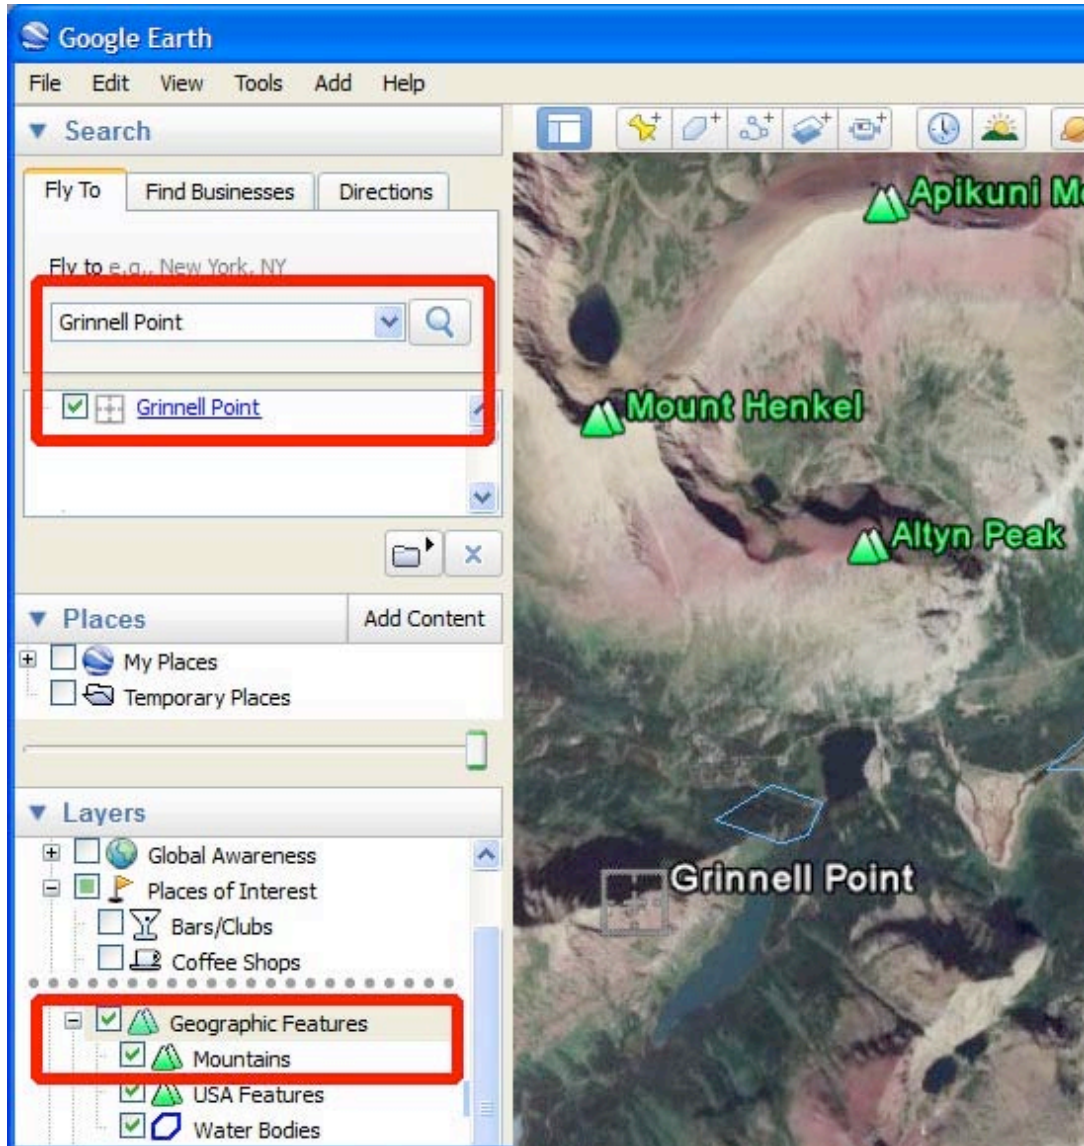 Google Earth
File Edit View Tools Add Help
Search
Fly To Find Businesses Directions
Fly to e.g., New York, NY
Grinnell Point
Grinnell Point
Places Add Content
My Places
Temporary Places
Layers
Global Awareness
Places of Interest
Bars/Clubs
Coffee Shops
Geographic Features
Mountains
USA Features
Water Bodies
Apikuni
Mount Henkel
Altyn Peak
Grinnell Point